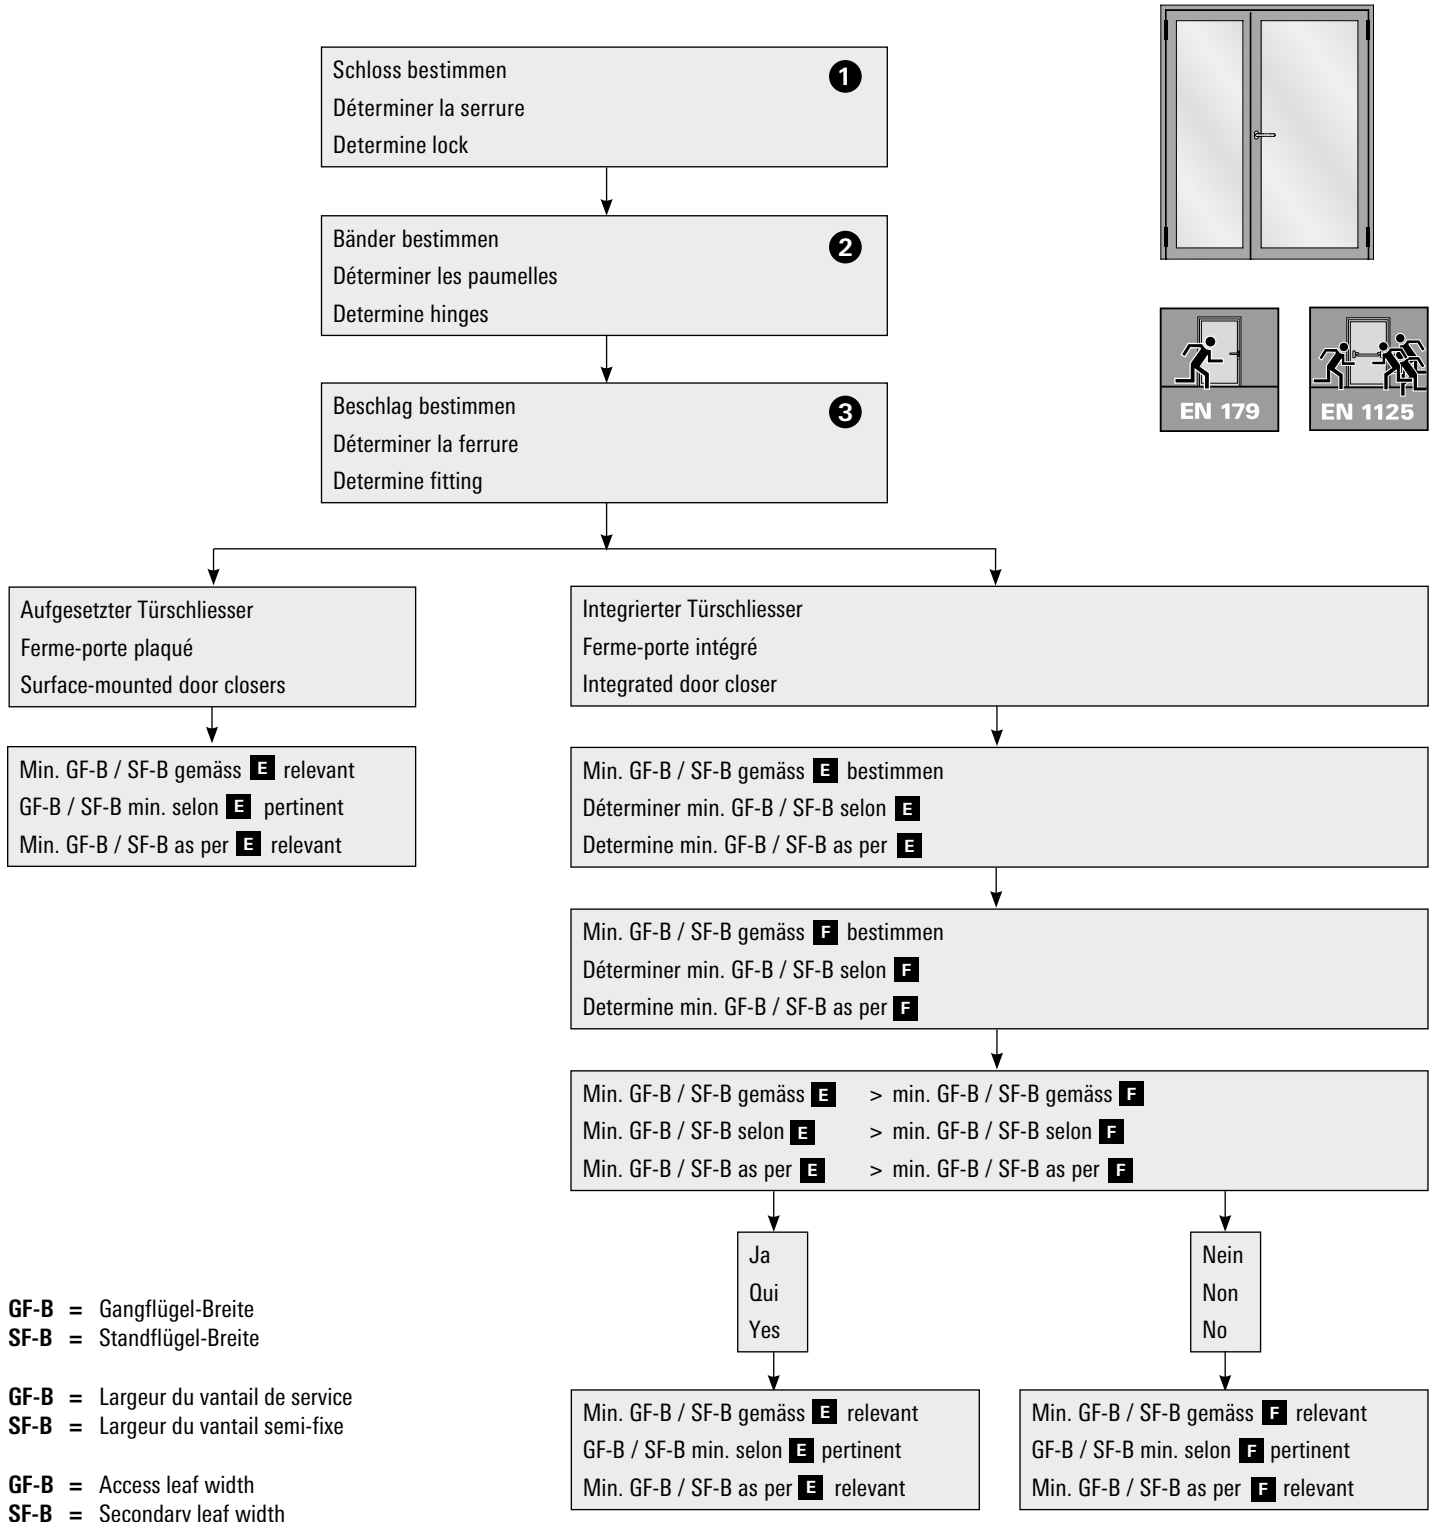 Schloss bestimmen 1
Déterminer la serrure
Determine lock
Bänder bestimmen 2
Déterminer les paumelles
Determine hinges
Beschlag bestimmen 3
Déterminer la ferrure
Determine fitting
EN 179
EN 1125
Aufgesetzter Türschliesser
Ferme-porte plaqué
Surface-mounted door closers
Integrierter Türschliesser
Ferme-porte intégré
Integrated door closer
Min. GF-B / SF-B gemäss E relevant
GF-B / SF-B min. selon E pertinent
Min. GF-B / SF-B as per E relevant
Min. GF-B / SF-B gemäss E bestimmen
Déterminer min. GF-B / SF-B selon E
Determine min. GF-B / SF-B as per E
Min. GF-B / SF-B gemäss F bestimmen
Déterminer min. GF-B / SF-B selon F
Determine min. GF-B / SF-B as per F
Min. GF-B / SF-B gemäss E > min. GF-B / SF-B gemäss F
Min. GF-B / SF-B selon E > min. GF-B / SF-B selon F
Min. GF-B / SF-B as per E > min. GF-B / SF-B as per F
Ja
Qui
Yes
Nein
Non
No
Min. GF-B / SF-B gemäss E relevant
GF-B / SF-B min. selon E pertinent
Min. GF-B / SF-B as per E relevant
Min. GF-B / SF-B gemäss F relevant
GF-B / SF-B min. selon F pertinent
Min. GF-B / SF-B as per F relevant
GF-B = Gangflügel-Breite
SF-B = Standflügel-Breite
GF-B = Largeur du vantail de service
SF-B = Largeur du vantail semi-fixe
GF-B = Access leaf width
SF-B = Secondary leaf width